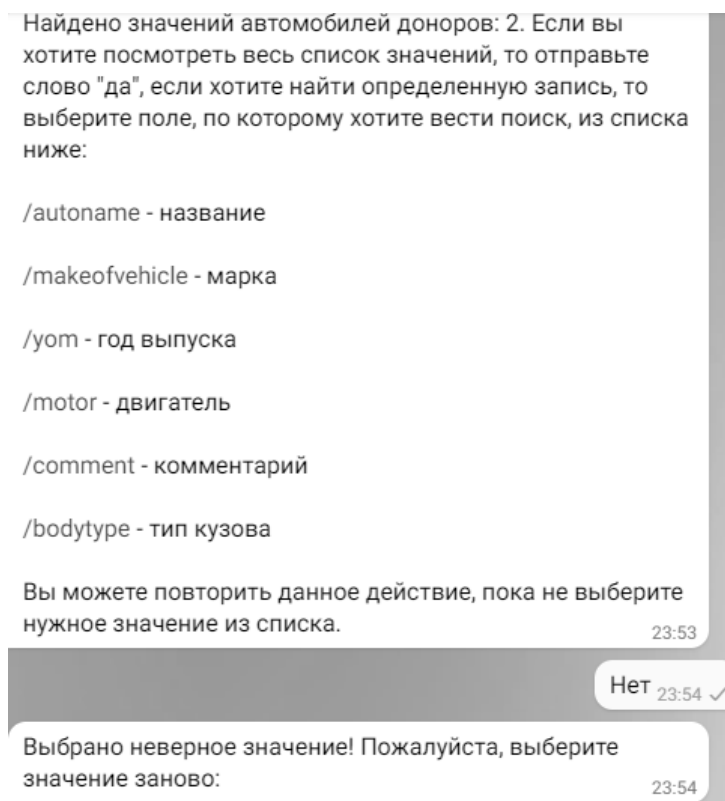 Найдено значений автомобилей доноров: 2. Если вы
хотите посмотреть весь список значений, то отправьте
слово "да", если хотите найти определенную запись, то
выберите поле, по которому хотите вести поиск, из списка
ниже:
/autoname - название
/makeofvehicle - марка
/yom - год выпуска
/motor - двигатель
/comment - комментарий
/bodytype - тип кузова
Вы можете повторить данное действие, пока не выберите
нужное значение из списка.
23:53
Нет 23:54
Выбрано неверное значение! Пожалуйста, выберите
значение заново:
23:54